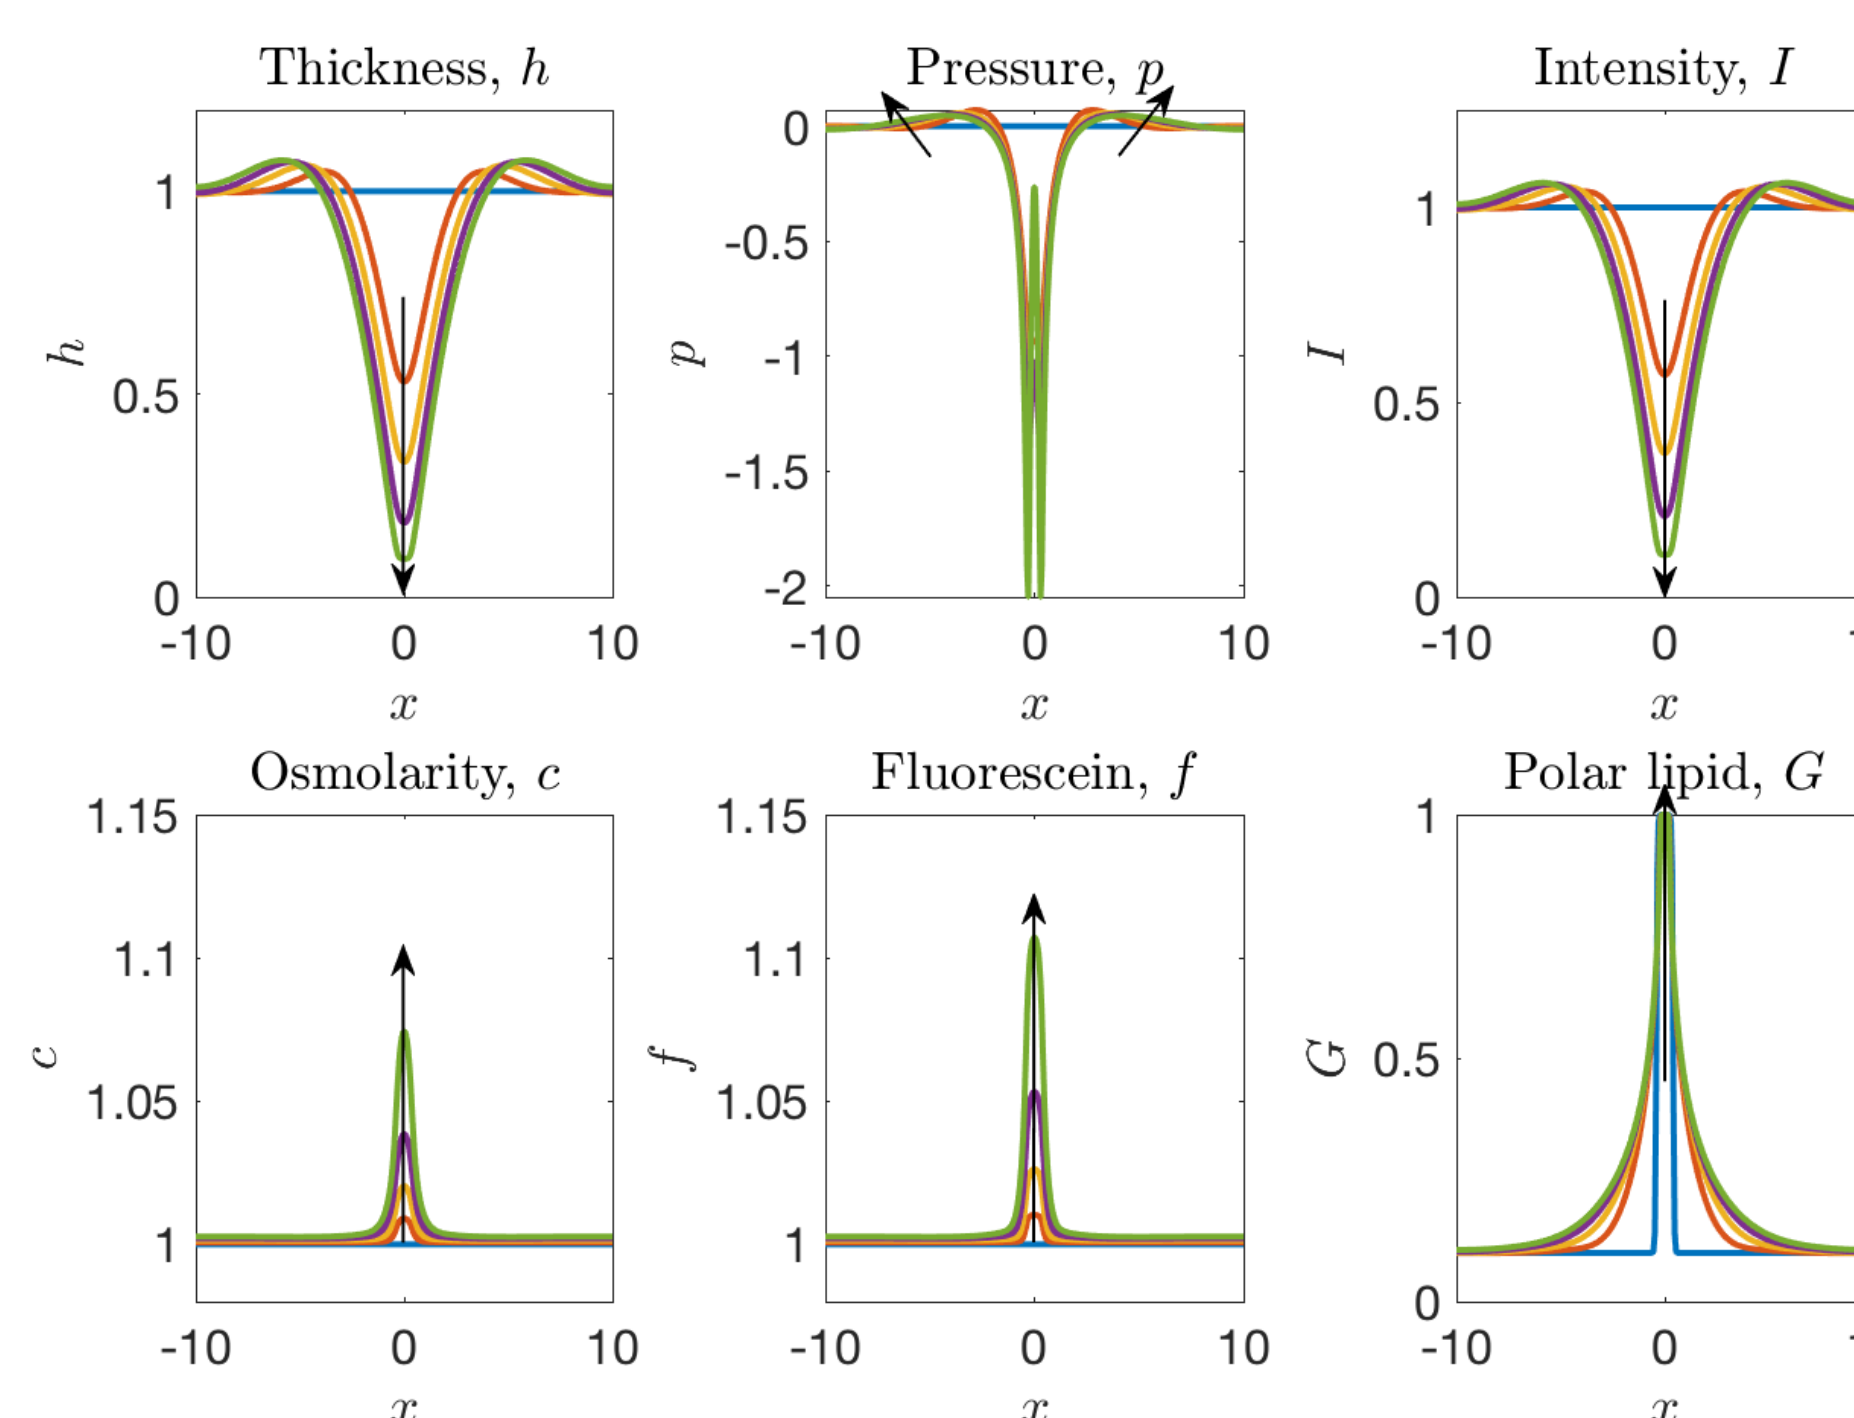 Thickness, h
Pressure, p
Intensity, I
1
0.5
0
h
-10 0 10
x
0
-0.5
-1
-1.5
-2
p
-10 0 10
x
1
0.5
0
I
-10 0
x
Osmolarity, c
Fluorescein, f
Polar lipid, G
1.15
1.1
1.05
1
c
-10 0 10
x
1.15
1.1
1.05
1
f
-10 0 10
x
1
0.5
0
G
-10 0
x